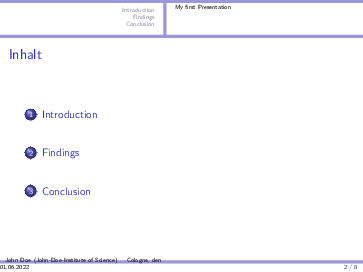 Introduction
Findings
Conclusion
My first Presentation
Inhalt
1 Introduction
2 Findings
3 Conclusion
John Doe (John-Doe-Institute of Science) Cologne, den
01.06.2022
2 / 8